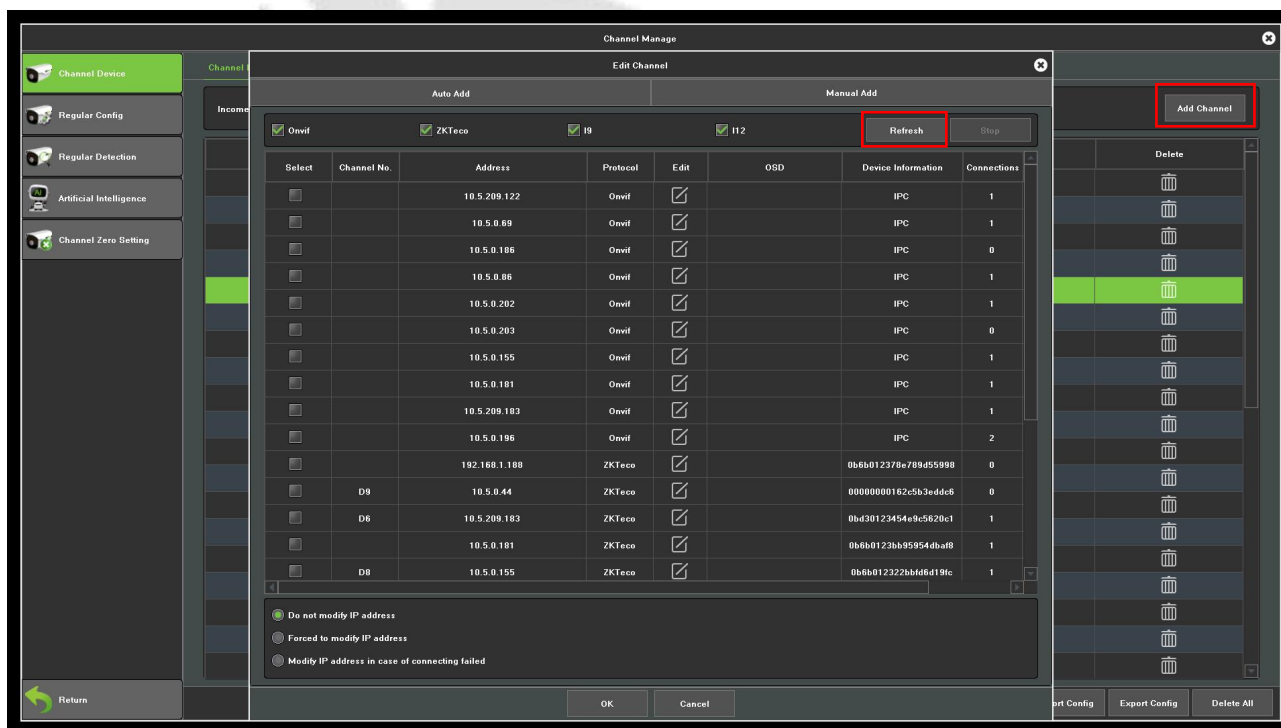 Channel Manage
Channel Device
Regular Config
Regular Detection
Artificial Intelligence
Channel Zero Setting
Return
Channel
Income
Add Channel
Delete
Edit Channel
Auto Add Manual Add
Onvif ZKTeco I9 I12 Refresh Stop
Select Channel No. Address Protocol Edit OSD Device Information Connections
10.5.209.122 Onvif IPC 1
10.5.0.69 Onvif IPC 1
10.5.0.186 Onvif IPC 0
10.5.0.86 Onvif IPC 1
10.5.0.202 Onvif IPC 1
10.5.0.203 Onvif IPC 0
10.5.0.155 Onvif IPC 1
10.5.0.181 Onvif IPC 1
10.5.209.183 Onvif IPC 1
10.5.0.196 Onvif IPC 2
192.168.1.188 ZKTeco 0b6b012378e789d55998 0
D9 10.5.0.44 ZKTeco 00000000162c5b3eddc6 0
D6 10.5.209.183 ZKTeco 0bd30123454e9c5620c1 1
10.5.0.181 ZKTeco 0b6b0123bb95954dbaf8 1
D8 10.5.0.155 ZKTeco 0b6b012322bbfd6d19fc 1
Do not modify IP address
Forced to modify IP address
Modify IP address in case of connecting failed
OK Cancel
ort Config Export Config Delete All